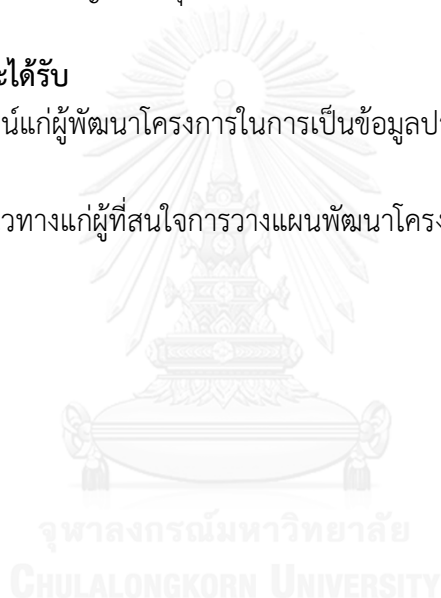 ะได้รับ
น์แก่ผู้พัฒนาโครงการในการเป็นข้อมูลป
วทางแก่ผู้ที่สนใจการวางแผนพัฒนาโครง
จุฬาลงกรณ์มหาวิทยาลัย
CHULALONGKORN UNIVERSITY